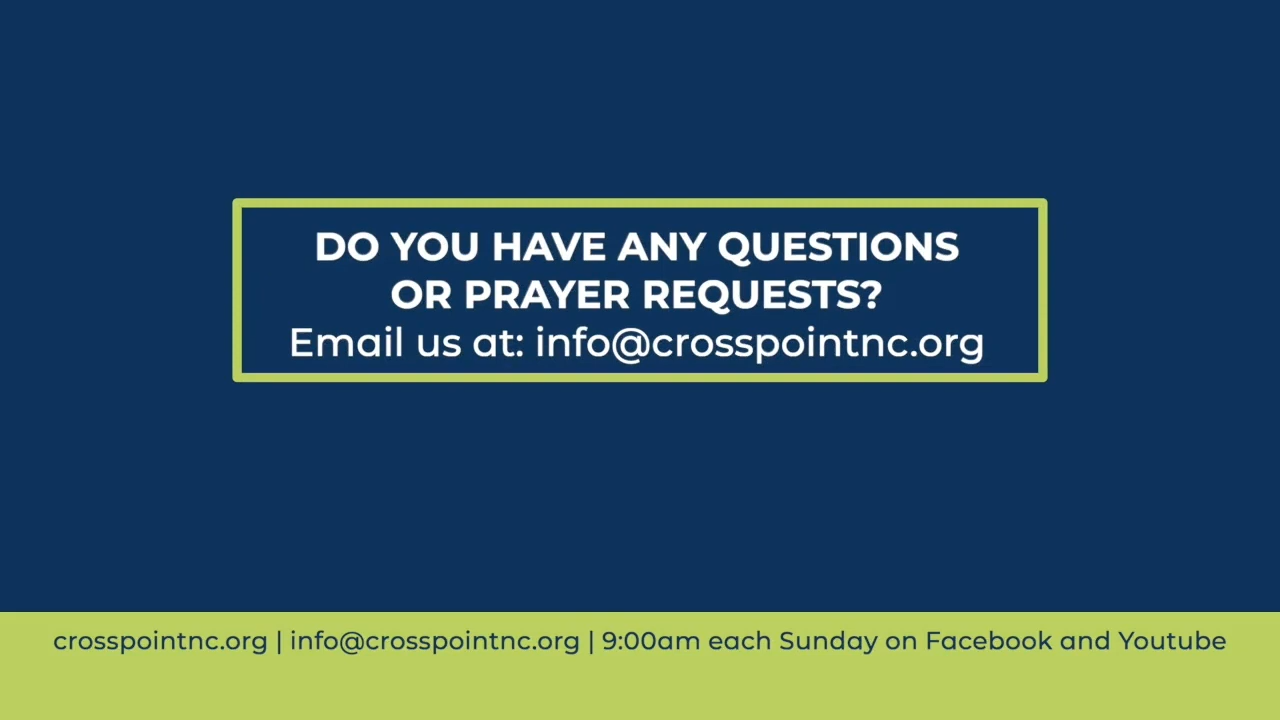 DO YOU HAVE ANY QUESTIONS
OR PRAYER REQUESTS?
Email us at: info@crosspointnc.org
crosspointnc.org | info@crosspointnc.org | 9:00am each Sunday on Facebook and Youtube